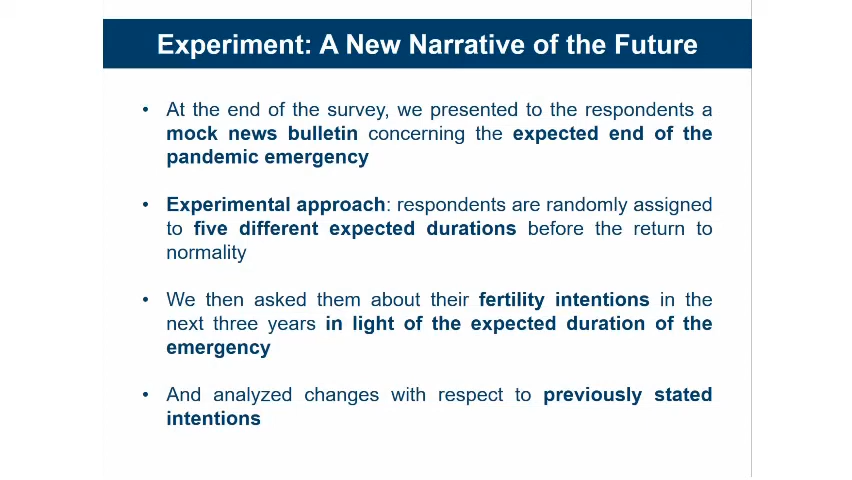 Experiment: A New Narrative of the Future
• At the end of the survey, we presented to the respondents a
mock news bulletin concerning the expected end of the
pandemic emergency
• Experimental approach: respondents are randomly assigned
to five different expected durations before the return to
normality
• We then asked them about their fertility intentions in the
next three years in light of the expected duration of the
emergency
• And analyzed changes with respect to previously stated
intentions